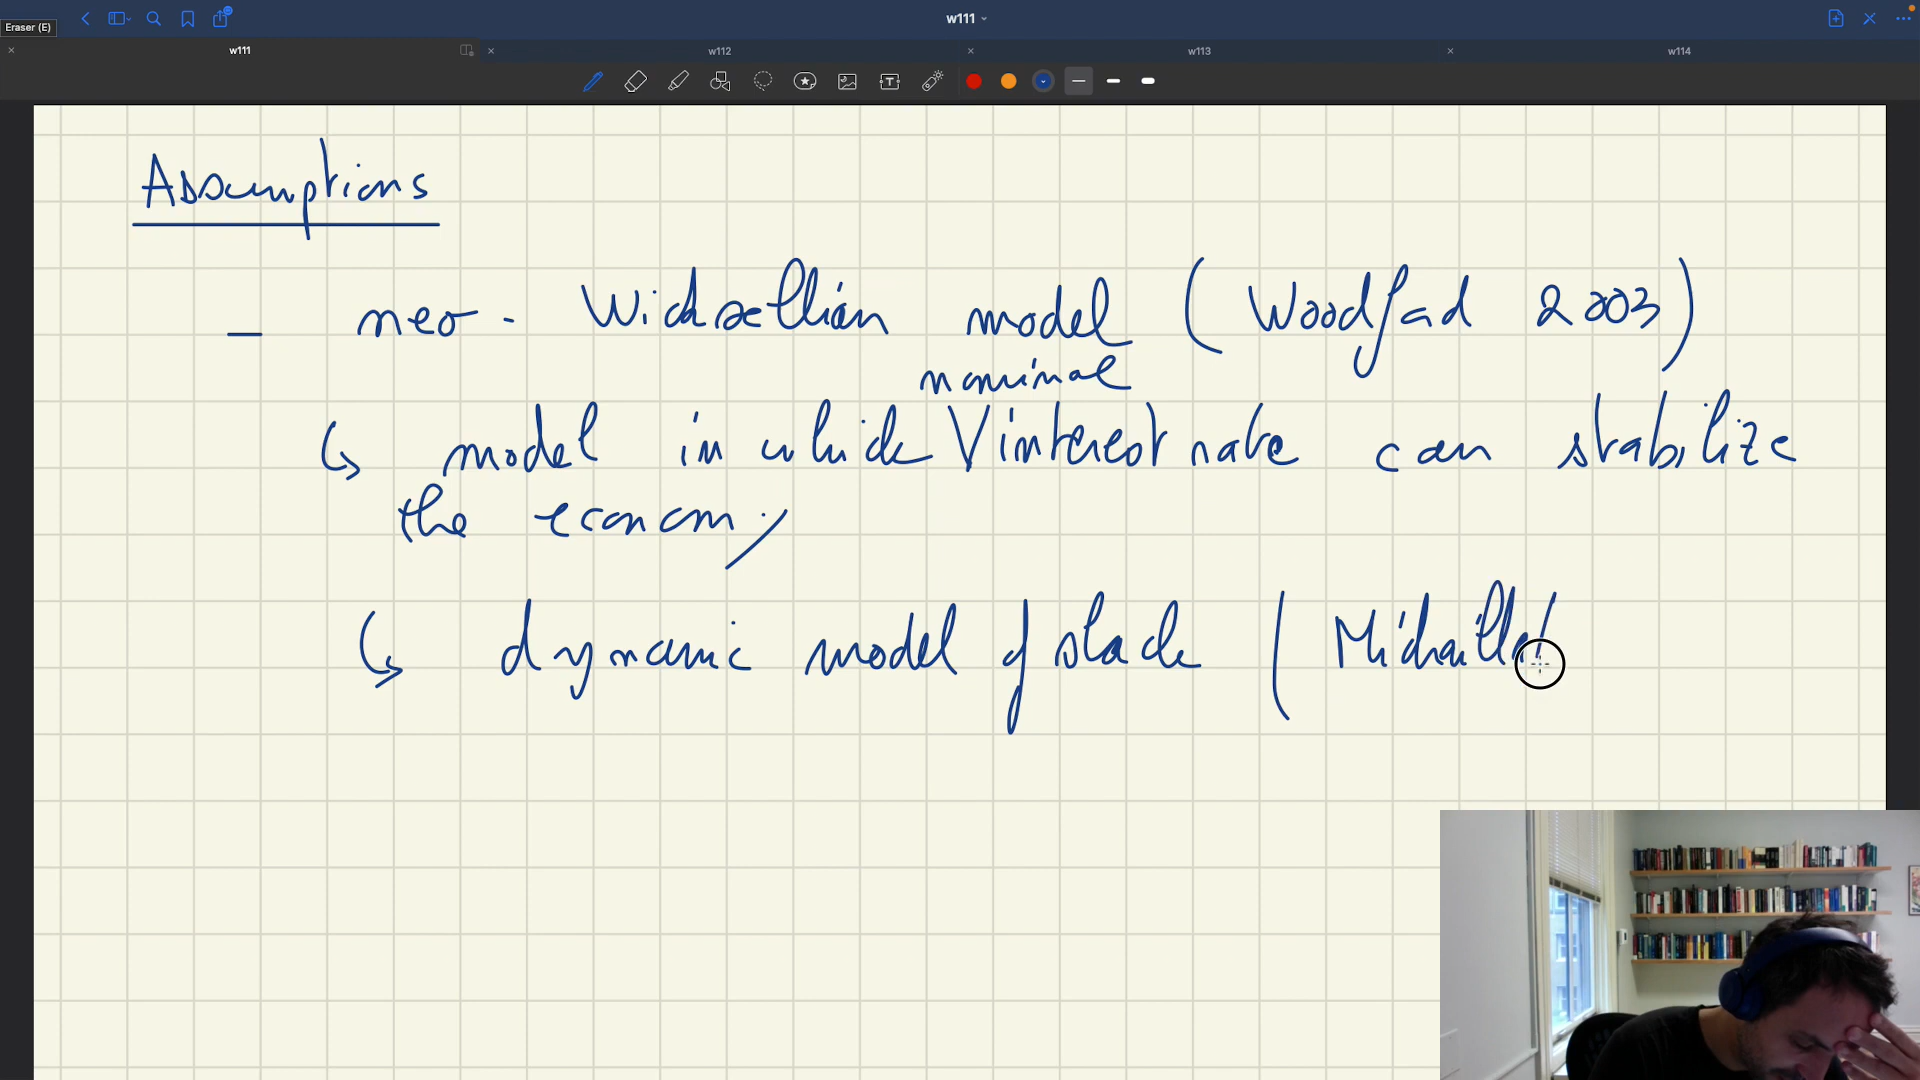 w111
Eraser (E)
w111
w112
w113
w114
Assumptions
- neo-Wicksellian model (Woodford 2003)
nominal
↳ model in which V interest rate can stabilize
the economy
↳ dynamic model of slack ( Michaillat